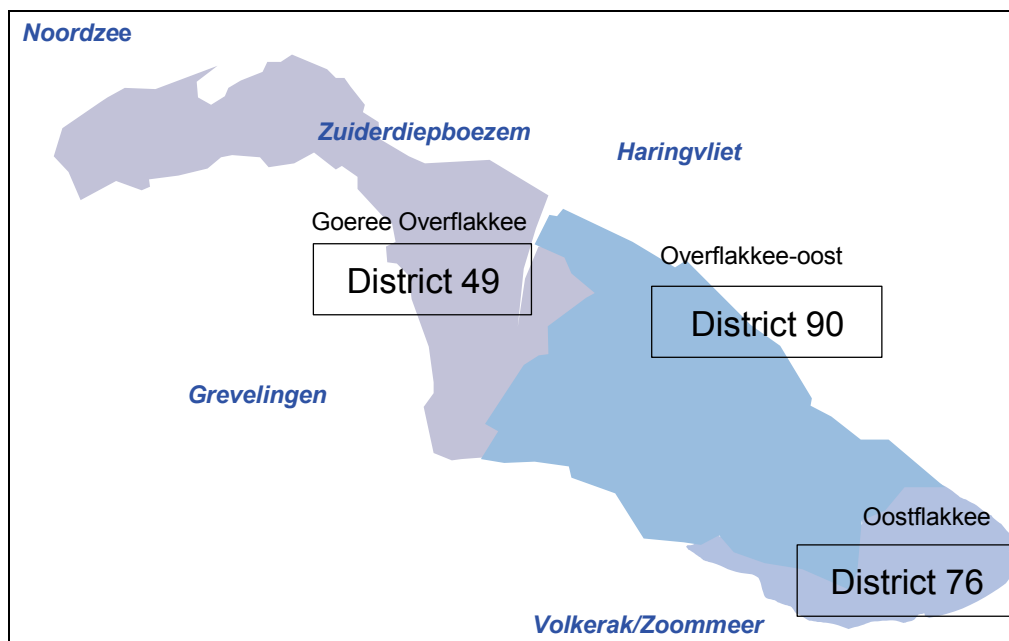 Noordzee
Zuiderdiepboezem
Haringvliet
Goeree Overflakkee
District 49
Overflakkee-oost
District 90
Grevelingen
Oostflakkee
District 76
Volkerak/Zoommeer